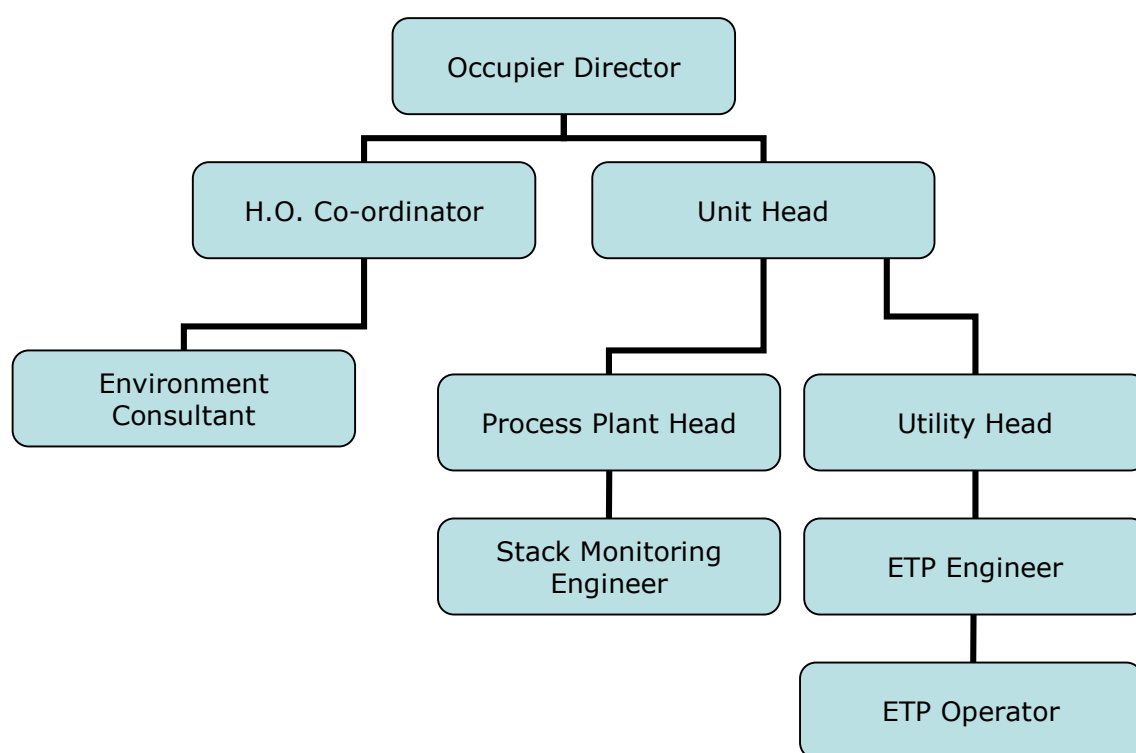 Occupier Director
H.O. Co-ordinator
Unit Head
Environment
Consultant
Process Plant Head
Utility Head
Stack Monitoring
Engineer
ETP Engineer
ETP Operator